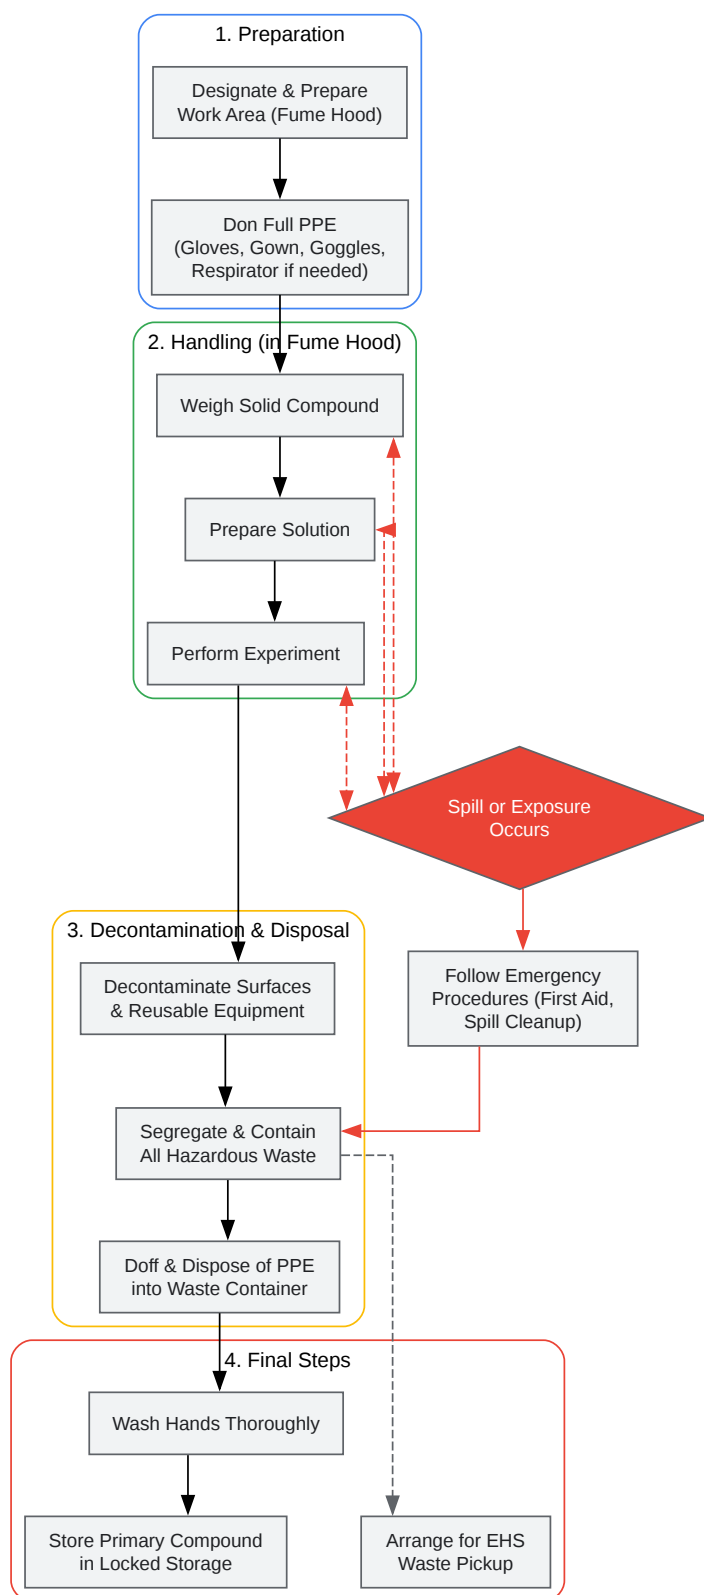 1. Preparation
Designate & Prepare
Work Area (Fume Hood)
Don Full PPE
(Gloves, Gown, Goggles,
Respirator if needed)
2. Handling (in Fume Hood)
Weigh Solid Compound
Prepare Solution
Perform Experiment
Spill or Exposure
Occurs
3. Decontamination & Disposal
Decontaminate Surfaces
& Reusable Equipment
Follow Emergency
Procedures (First Aid,
Spill Cleanup)
Segregate & Contain
All Hazardous Waste
Doff & Dispose of PPE
into Waste Container
4. Final Steps
Wash Hands Thoroughly
Store Primary Compound
in Locked Storage
Arrange for EHS
Waste Pickup